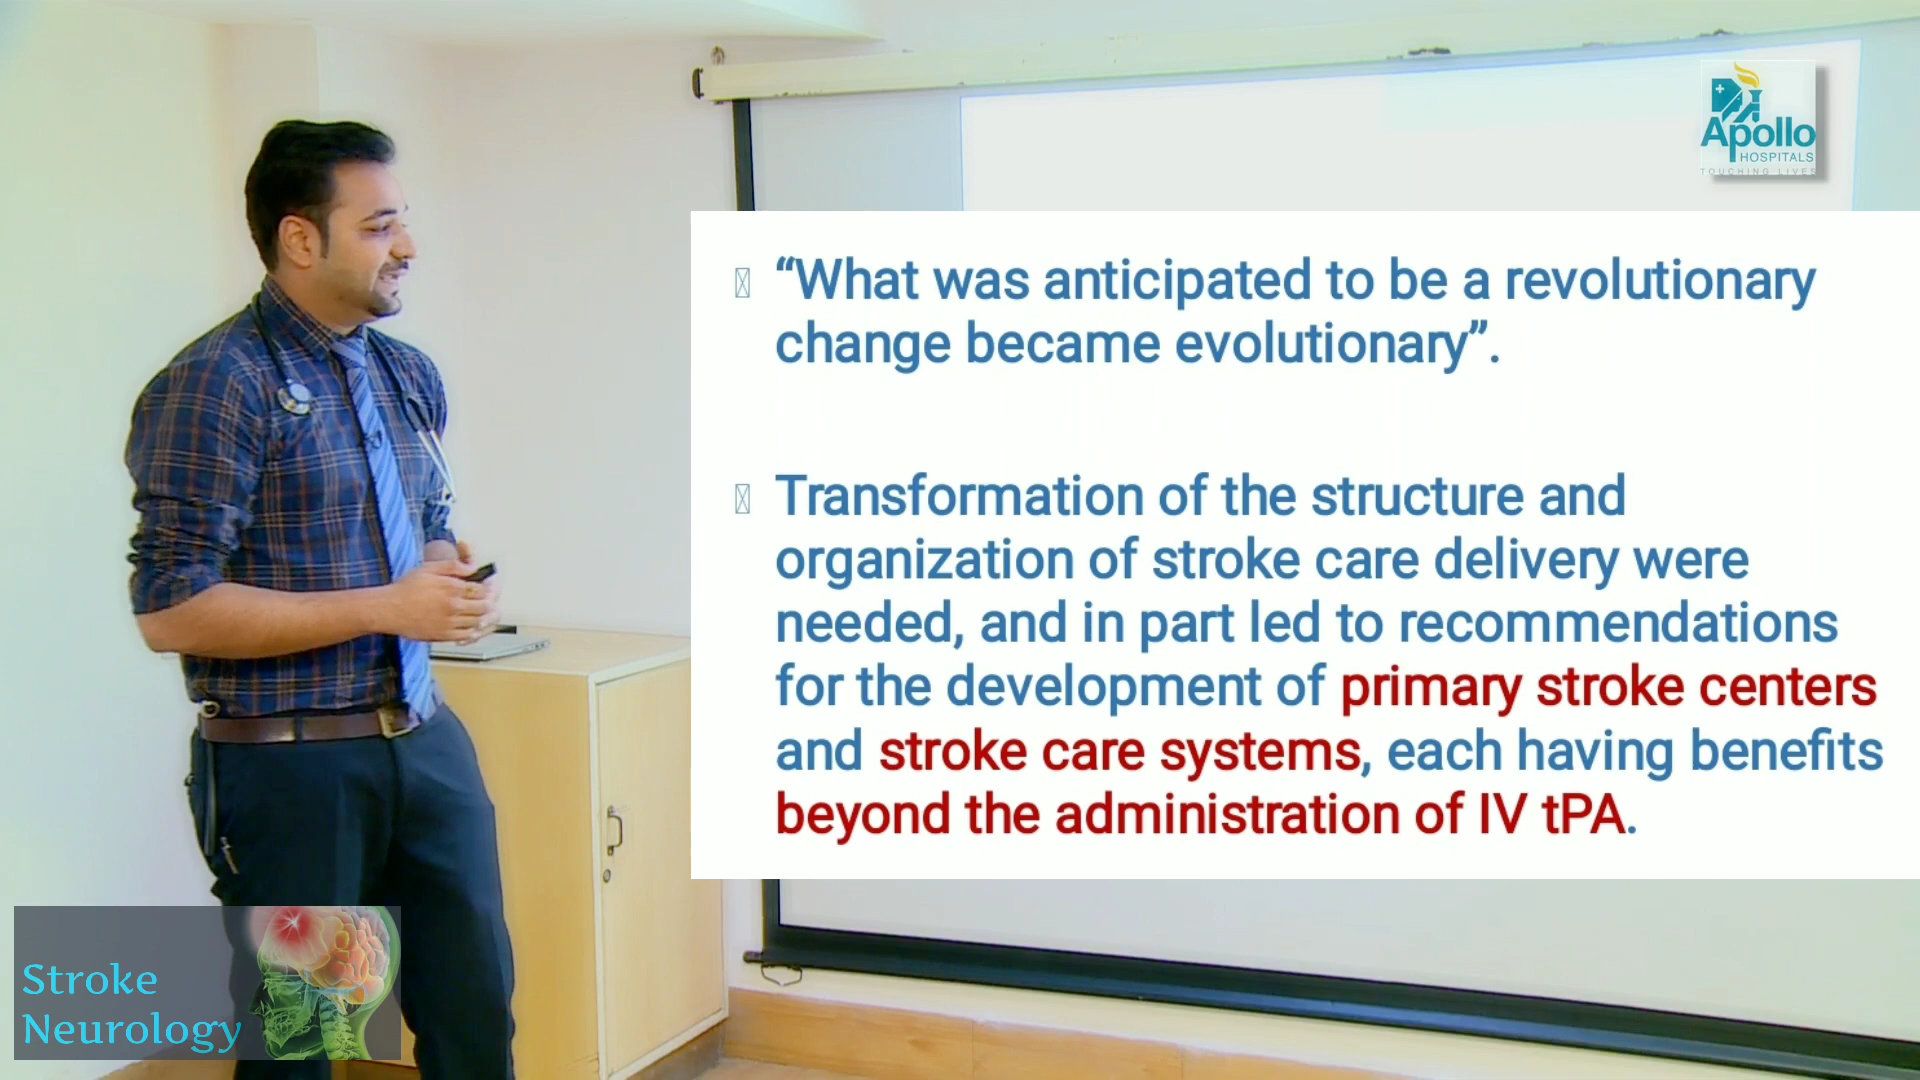 Apollo
HOSPITALS
TOUCHING LIVES
“What was anticipated to be a revolutionary
change became evolutionary”.
Transformation of the structure and
organization of stroke care delivery were
needed, and in part led to recommendations
for the development of primary stroke centers
and stroke care systems, each having benefits
beyond the administration of IV tPA.
Stroke
Neurology